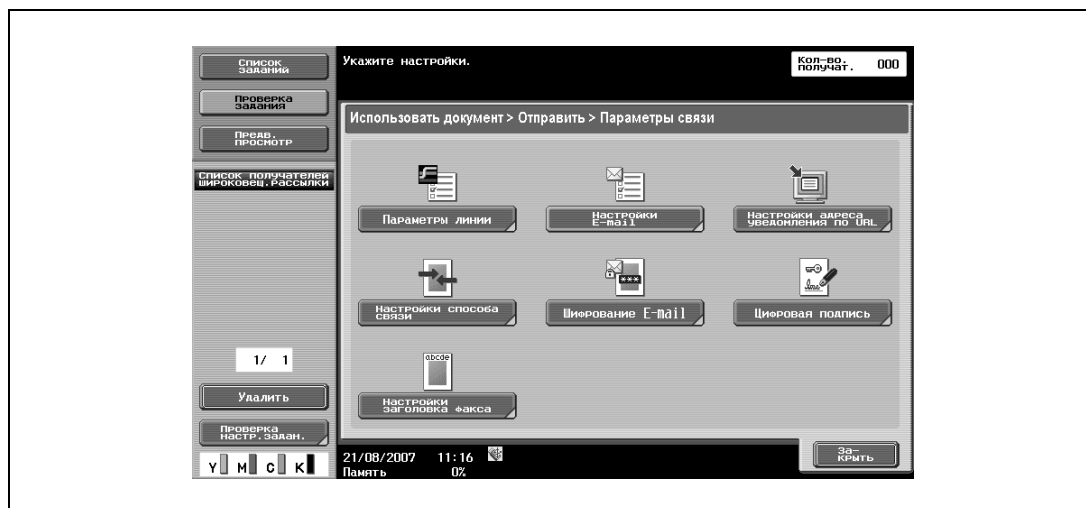 Список
заданий
Проверка
задания
Предв.
просмотр
Список получателей
широковещ.рассылки
1/ 1
Удалить
Проверка
настр.задан.
Y M C K
Укажите настройки.
Кол-во.
получат. 000
Использовать документ > Отправить > Параметры связи
Параметры линии
Настройки
E-mail
Настройки адреса
уведомления по URL
Настройки способа
связи
***
Шифрование E-mail
Цифровая подпись
abcde
Настройки
заголовка факса
21/08/2007 11:16
Память 0%
За-
крыть